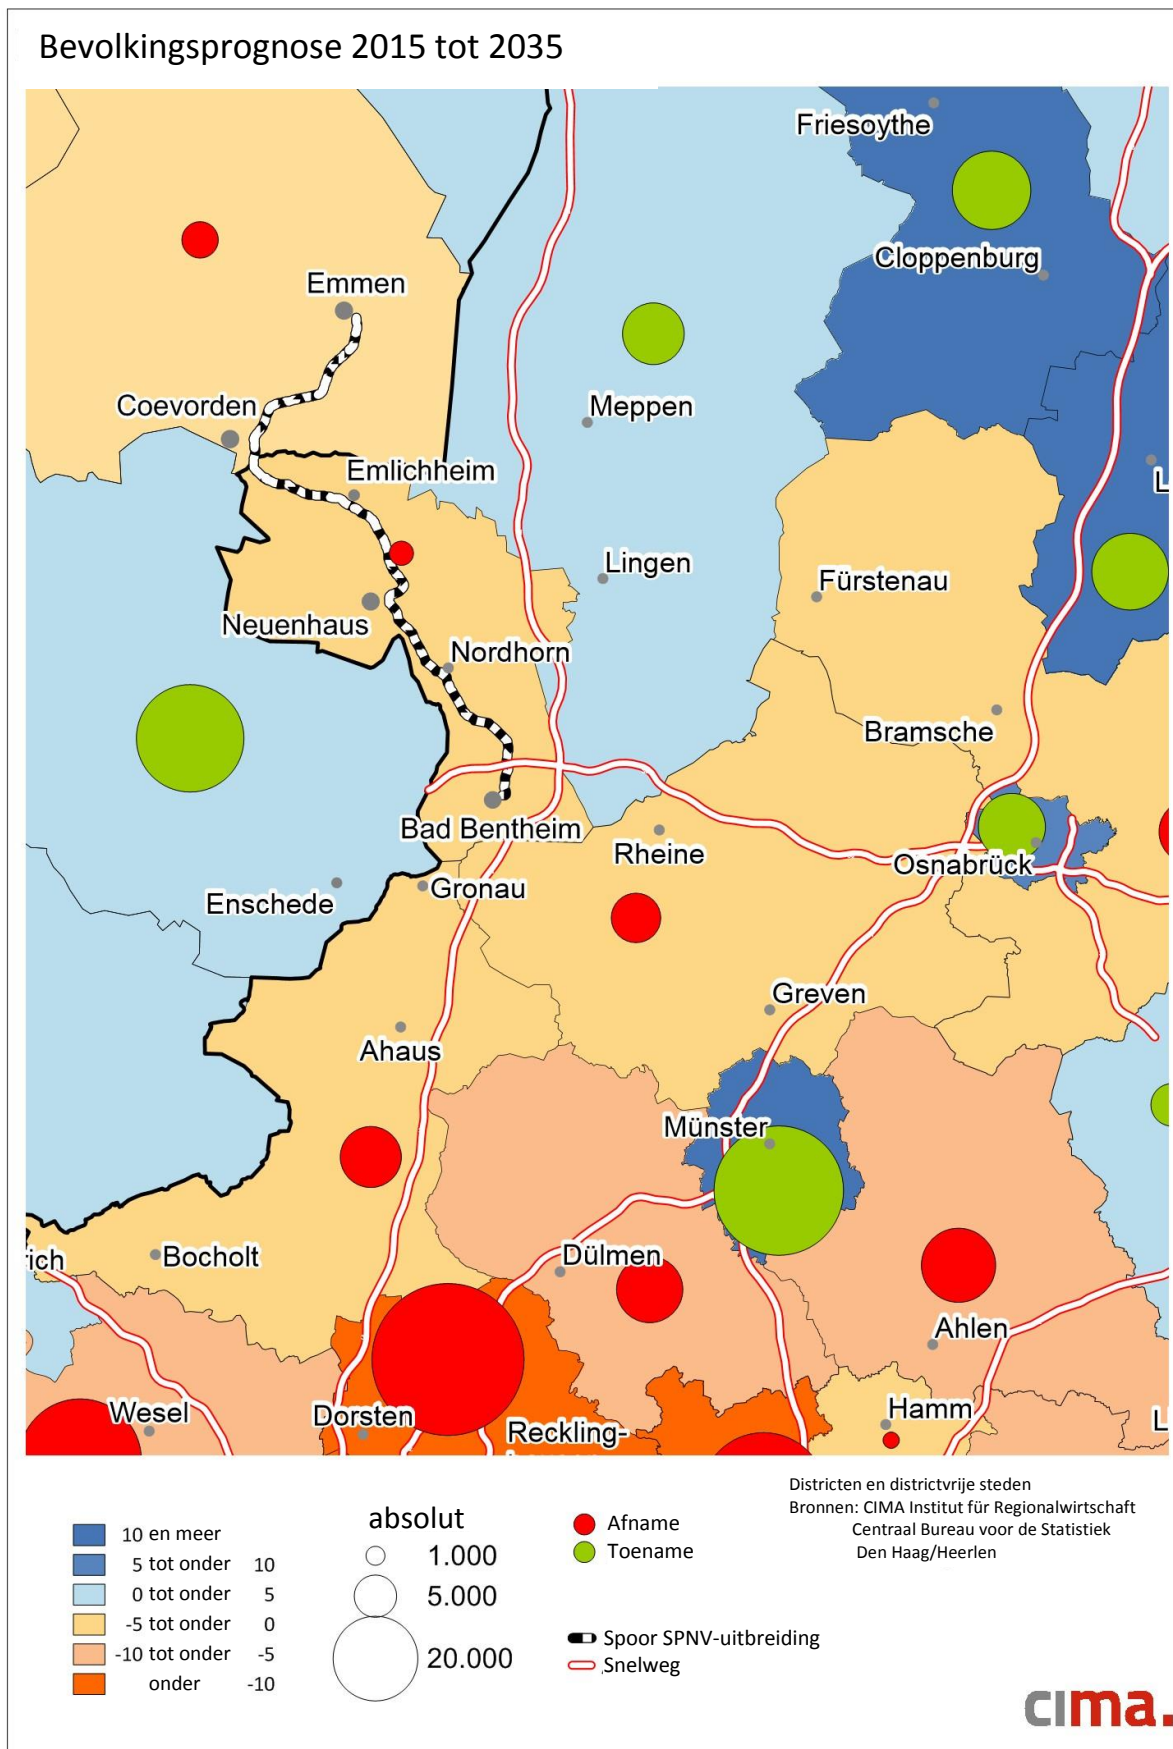 Bevolkingsprognose 2015 tot 2035
Friesoythe
Cloppenburg
Emmen
Coevorden
Meppen
Emlichheim
L
Lingen
Fürstenau
Neuenhaus
Nordhorn
Bramsche
Bad Bentheim
Rheine
Osnabrück
Gronau
Enschede
Greven
Ahaus
Münster
rich
Bocholt
Dülmen
Ahlen
Wesel
Dorsten
Reckling-
Hamm
L
Districten en districtvrije steden
Bronnen: CIMA Institut für Regionalwirtschaft
Centraal Bureau voor de Statistiek
Den Haag/Heerlen
10 en meer
5 tot onder 10
0 tot onder 5
-5 tot onder 0
-10 tot onder -5
onder -10
absolut
1.000
5.000
20.000
Afname
Toename
Spoor SPNV-uitbreiding
Snelweg
cima.